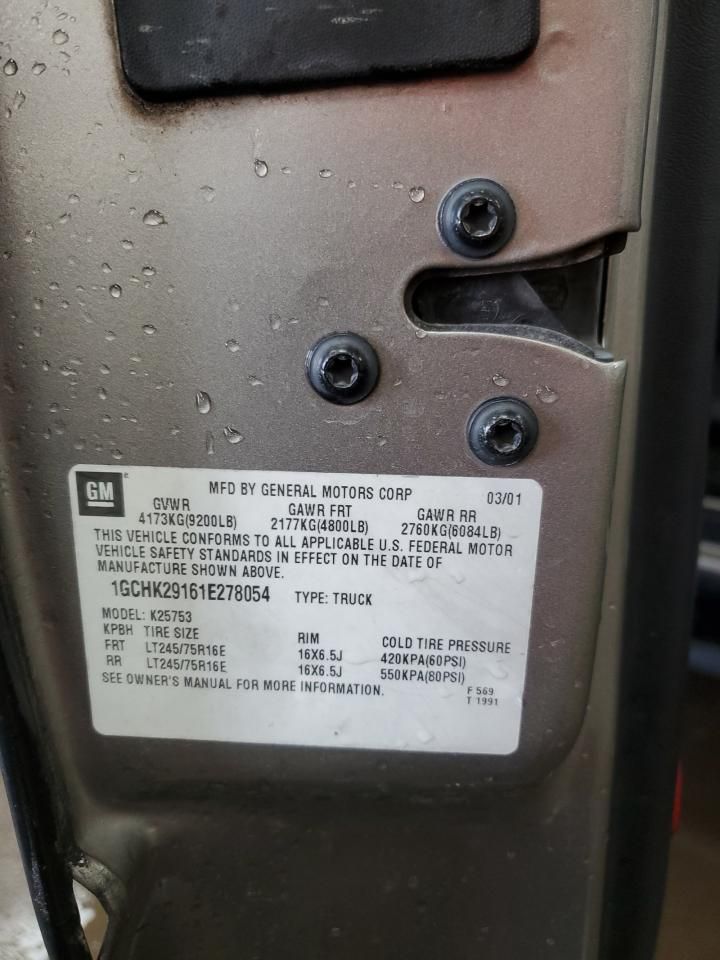 GM MFD BY GENERAL MOTORS CORP 03/01
GVWR GAWR FRT GAWR RR
4173KG(9200LB) 2177KG(4800LB) 2760KG(6084LB)
THIS VEHICLE CONFORMS TO ALL APPLICABLE U.S. FEDERAL MOTOR
VEHICLE SAFETY STANDARDS IN EFFECT ON THE DATE OF
MANUFACTURE SHOWN ABOVE.
1GCHK29161E278054 TYPE: TRUCK
MODEL: K25753
KPBH TIRE SIZE RIM COLD TIRE PRESSURE
FRT LT245/75R16E 16X6.5J 420KPA(60PSI)
RR LT245/75R16E 16X6.5J 550KPA(80PSI)
SEE OWNER'S MANUAL FOR MORE INFORMATION.
F 569
T 1991